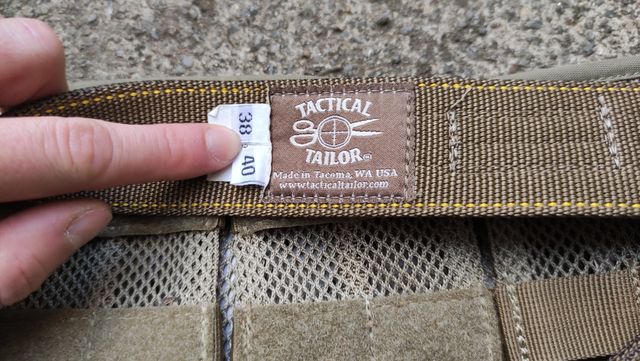 38
40
TACTICAL
TAILOR
Made in Tacoma, WA USA
www.tacticaltailor.com